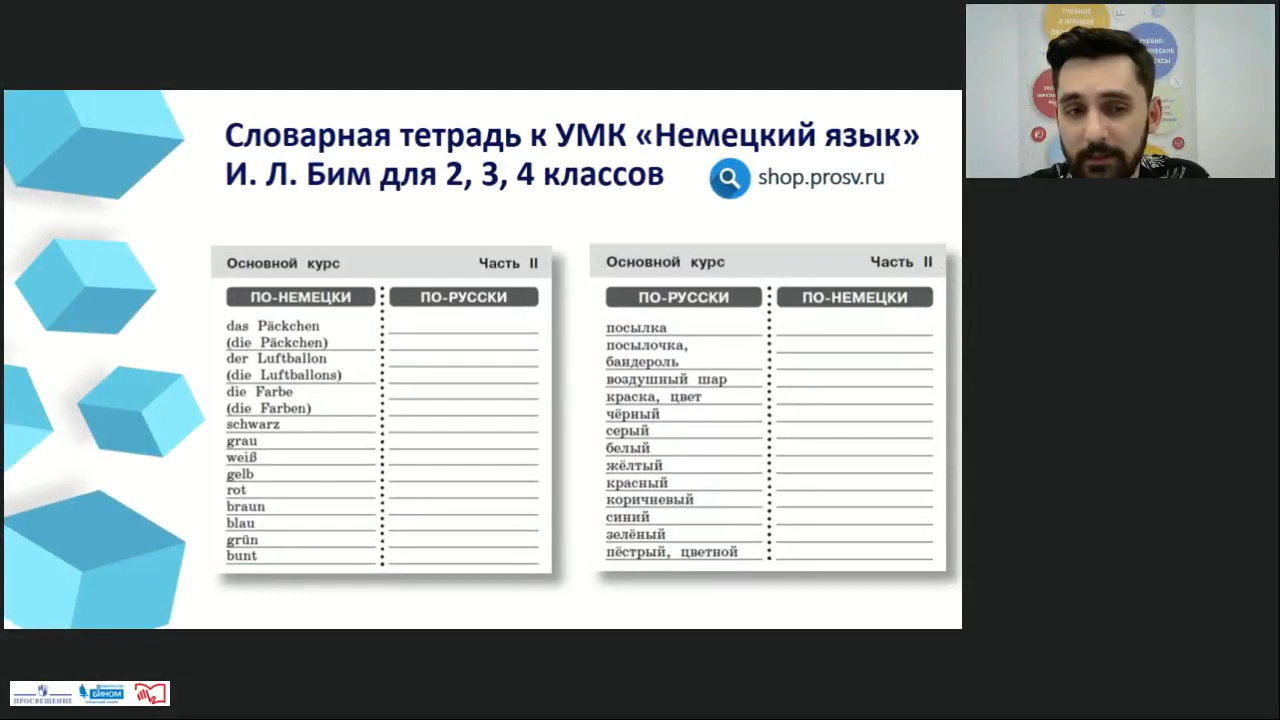 Словарная тетрадь к УМК «Немецкий язык»
И. Л. Бим для 2, 3, 4 классов
shop.prosv.ru
Основной курс Часть II
ПО-НЕМЕЦКИ ПО-РУССКИ
das Päckchen
(die Päckchen)
der Luftballon
(die Luftballons)
die Farbe
(die Farben)
schwarz
grau
weiß
gelb
rot
braun
blau
grün
bunt
Основной курс Часть II
ПО-РУССКИ ПО-НЕМЕЦКИ
посылка
посылочка,
бандероль
воздушный шар
краска, цвет
чёрный
серый
белый
жёлтый
красный
коричневый
синий
зелёный
пёстрый, цветной
ПРОСВЕЩЕНИЕ
БИНОМ